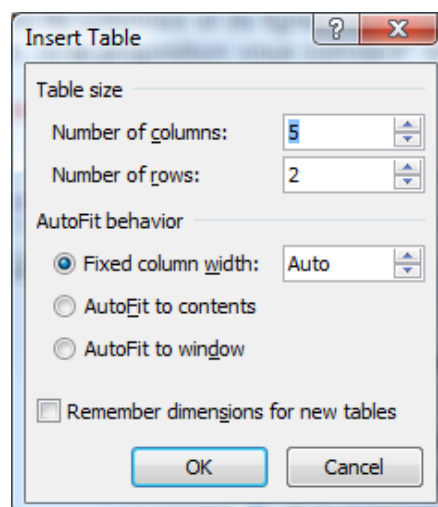 Insert Table
Table size
Number of columns: 5
Number of rows: 2
AutoFit behavior
Fixed column width: Auto
AutoFit to contents
AutoFit to window
Remember dimensions for new tables
OK Cancel